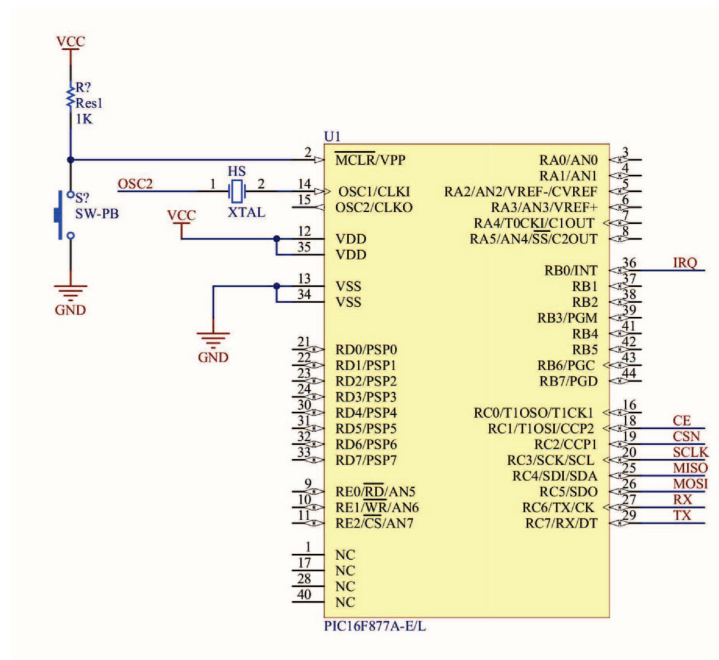 VCC
R?
Res1
1K
U1
2 MCLR/VPP
OSC2
1 HS 2
XTAL
14 OSC1/CLKI
15 OSC2/CLKO
S?
SW-PB
VCC
12 VDD
35 VDD
13 VSS
34 VSS
GND
GND
21 RD0/PSP0
22 RD1/PSP1
23 RD2/PSP2
24 RD3/PSP3
30 RD4/PSP4
31 RD5/PSP5
32 RD6/PSP6
33 RD7/PSP7
9 RE0/RD/AN5
10 RE1/WR/AN6
11 RE2/CS/AN7
1 NC
17 NC
28 NC
40 NC
RA0/AN0 3
RA1/AN1 4
RA2/AN2/VREF-/CVREF 5
RA3/AN3/VREF+ 6
RA4/T0CKI/C1OUT 7
RA5/AN4/SS/C2OUT 8
RB0/INT 36 IRQ
RB1 37
RB2 38
RB3/PGM 39
RB4 41
RB5 42
RB6/PGC 43
RB7/PGD 44
RC0/T1OSO/T1CK1 16
RC1/T1OSI/CCP2 18 CE
RC2/CCP1 19 CSN
RC3/SCK/SCL 20 SCLK
RC4/SDI/SDA 25 MISO
RC5/SDO 26 MOSI
RC6/TX/CK 27 RX
RC7/RX/DT 29 TX
PIC16F877A-E/L